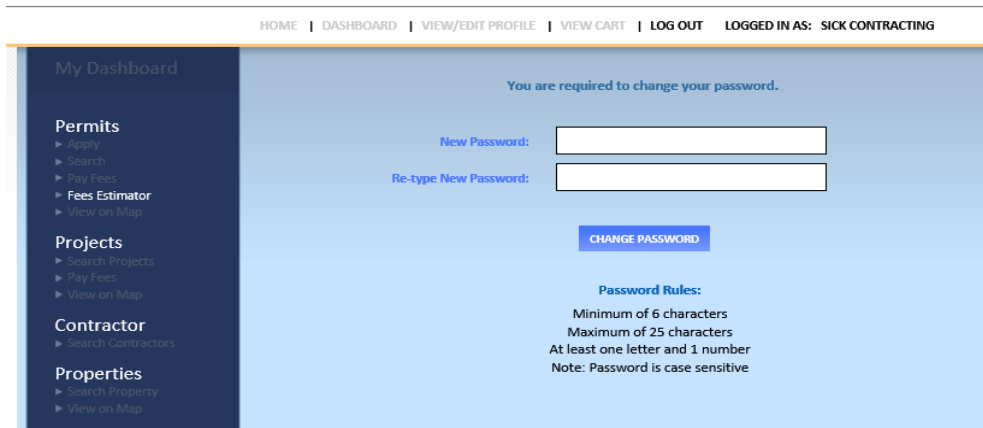 HOME | DASHBOARD | VIEW/EDIT PROFILE | VIEW CART | LOG OUT LOGGED IN AS: SICK CONTRACTING
My Dashboard
Permits
► Apply
► Search
► Pay Fees
► Fees Estimator
► View on Map
Projects
► Search Projects
► Pay Fees
► View on Map
Contractor
► Search Contractors
Properties
► Search Property
► View on Map
You are required to change your password.
New Password:
Re-type New Password:
CHANGE PASSWORD
Password Rules:
Minimum of 6 characters
Maximum of 25 characters
At least one letter and 1 number
Note: Password is case sensitive